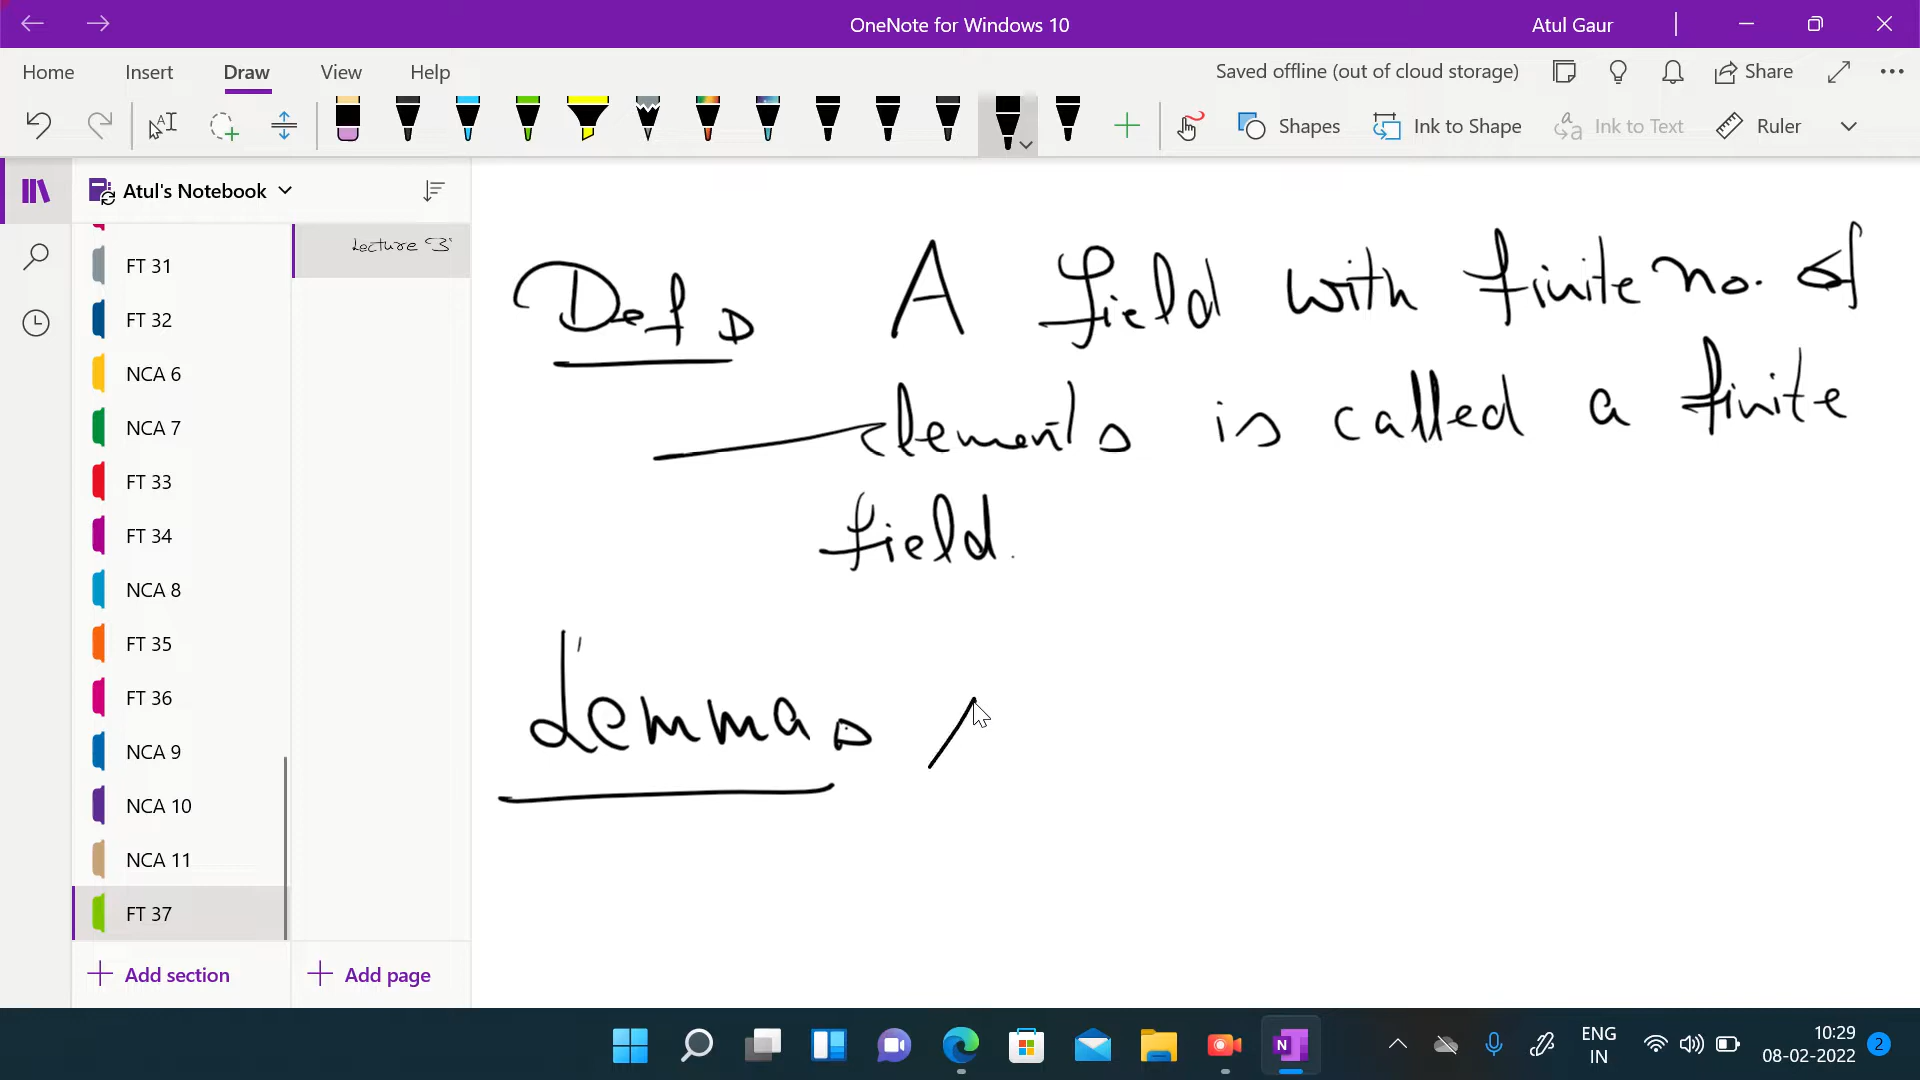 OneNote for Windows 10
Atul Gaur
Home Insert Draw View Help
Saved offline (out of cloud storage)
Share
Shapes
Ink to Shape
Ink to Text
Ruler
Atul's Notebook
FT 31
FT 32
NCA 6
NCA 7
FT 33
FT 34
NCA 8
FT 35
FT 36
NCA 9
NCA 10
NCA 11
FT 37
Add section
Lecture 3
Add page
Def A field with finite no. of
elements is called a finite
field.
Lemma
ENG
IN
10:29
08-02-2022
2